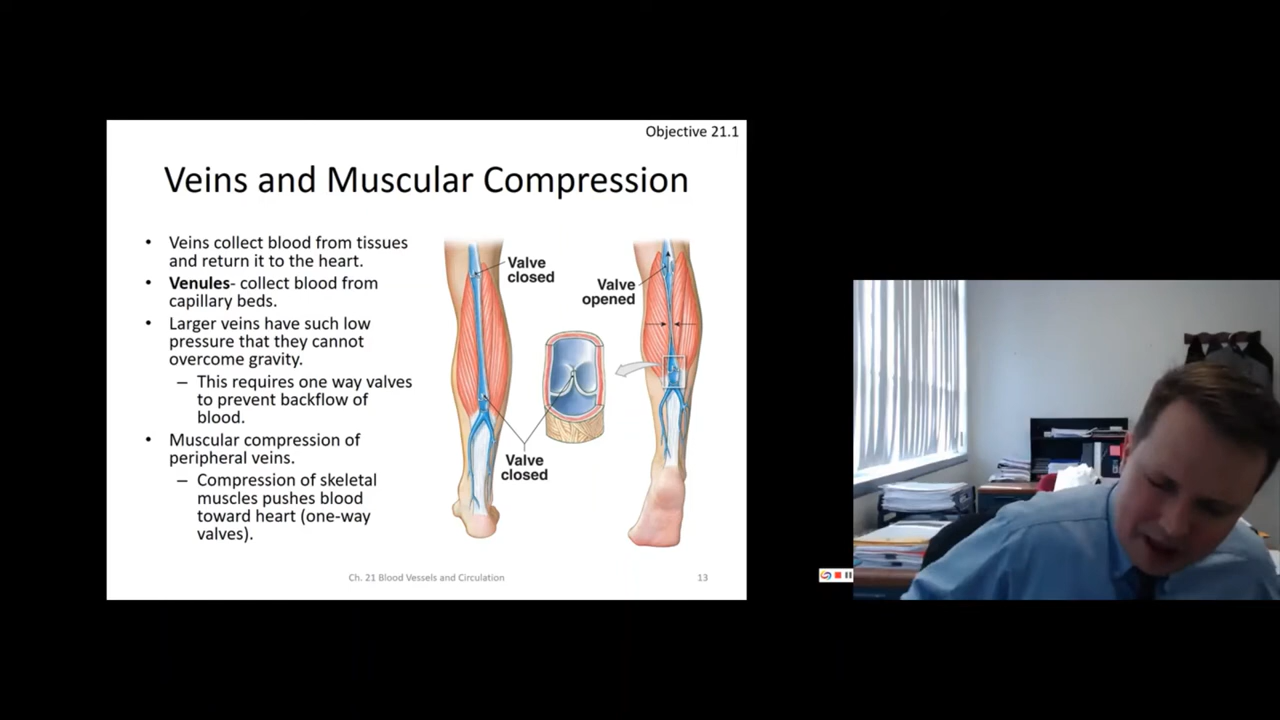 Objective 21.1
Veins and Muscular Compression
• Veins collect blood from tissues
and return it to the heart.
• Venules- collect blood from
capillary beds.
• Larger veins have such low
pressure that they cannot
overcome gravity.
– This requires one way valves
to prevent backflow of
blood.
• Muscular compression of
peripheral veins.
– Compression of skeletal
muscles pushes blood
toward heart (one-way
valves).
Valve
closed
Valve
opened
Valve
closed
Ch. 21 Blood Vessels and Circulation
13